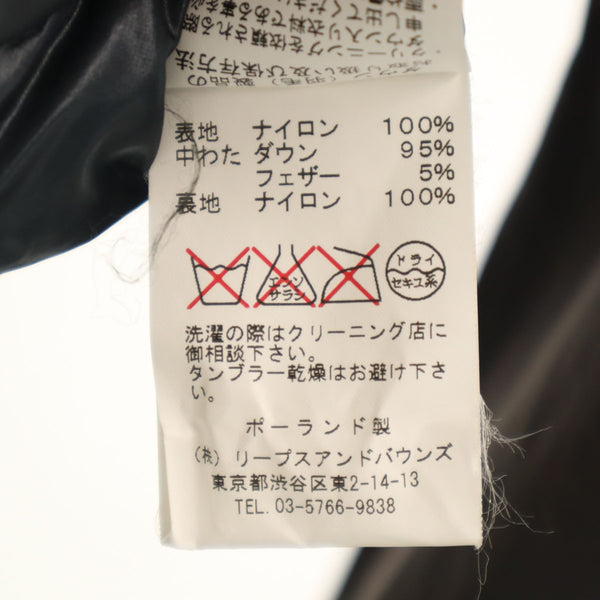 表地 ナイロン 100%
中わた ダウン 95%
フェザー 5%
裏地 ナイロン 100%
エンソ
サラシ
ドライ
セキユ系
洗濯の際はクリーニング店に
御相談下さい。
タンブラー乾燥はお避け下さ
い。
ポーランド製
(株) リープスアンドバウンズ
東京都渋谷区東2-14-13
TEL. 03-5766-9838